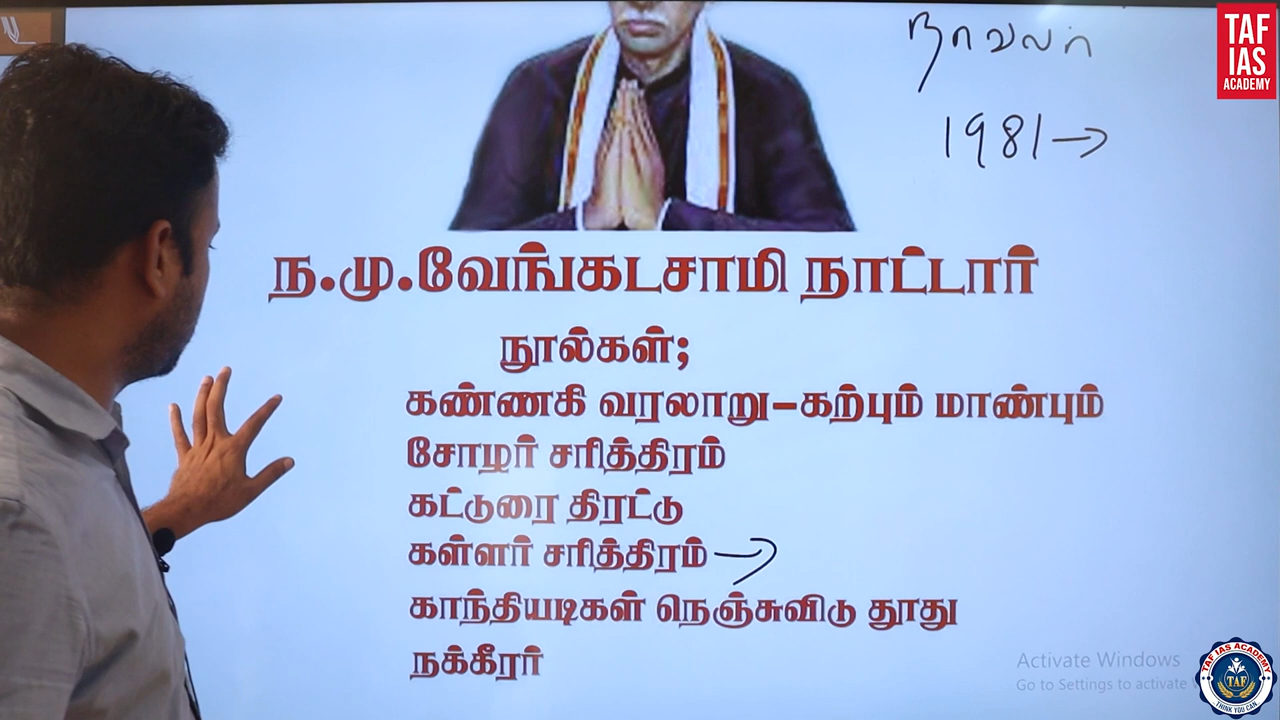 நாவலர்
1981→
TAF
IAS
ACADEMY
ந.மு.வேங்கடசாமி நாட்டார்
நூல்கள்;
கண்ணகி வரலாறு-கற்பும் மாண்பும்
சோழர் சரித்திரம்
கட்டுரை திரட்டு
கள்ளர் சரித்திரம்→
காந்தியடிகள் நெஞ்சுவிடு தூது
நக்கீரர்
Activate Windows
Go to Settings to activate
TAF IAS ACADEMY
TAF
THINK YOU CAN